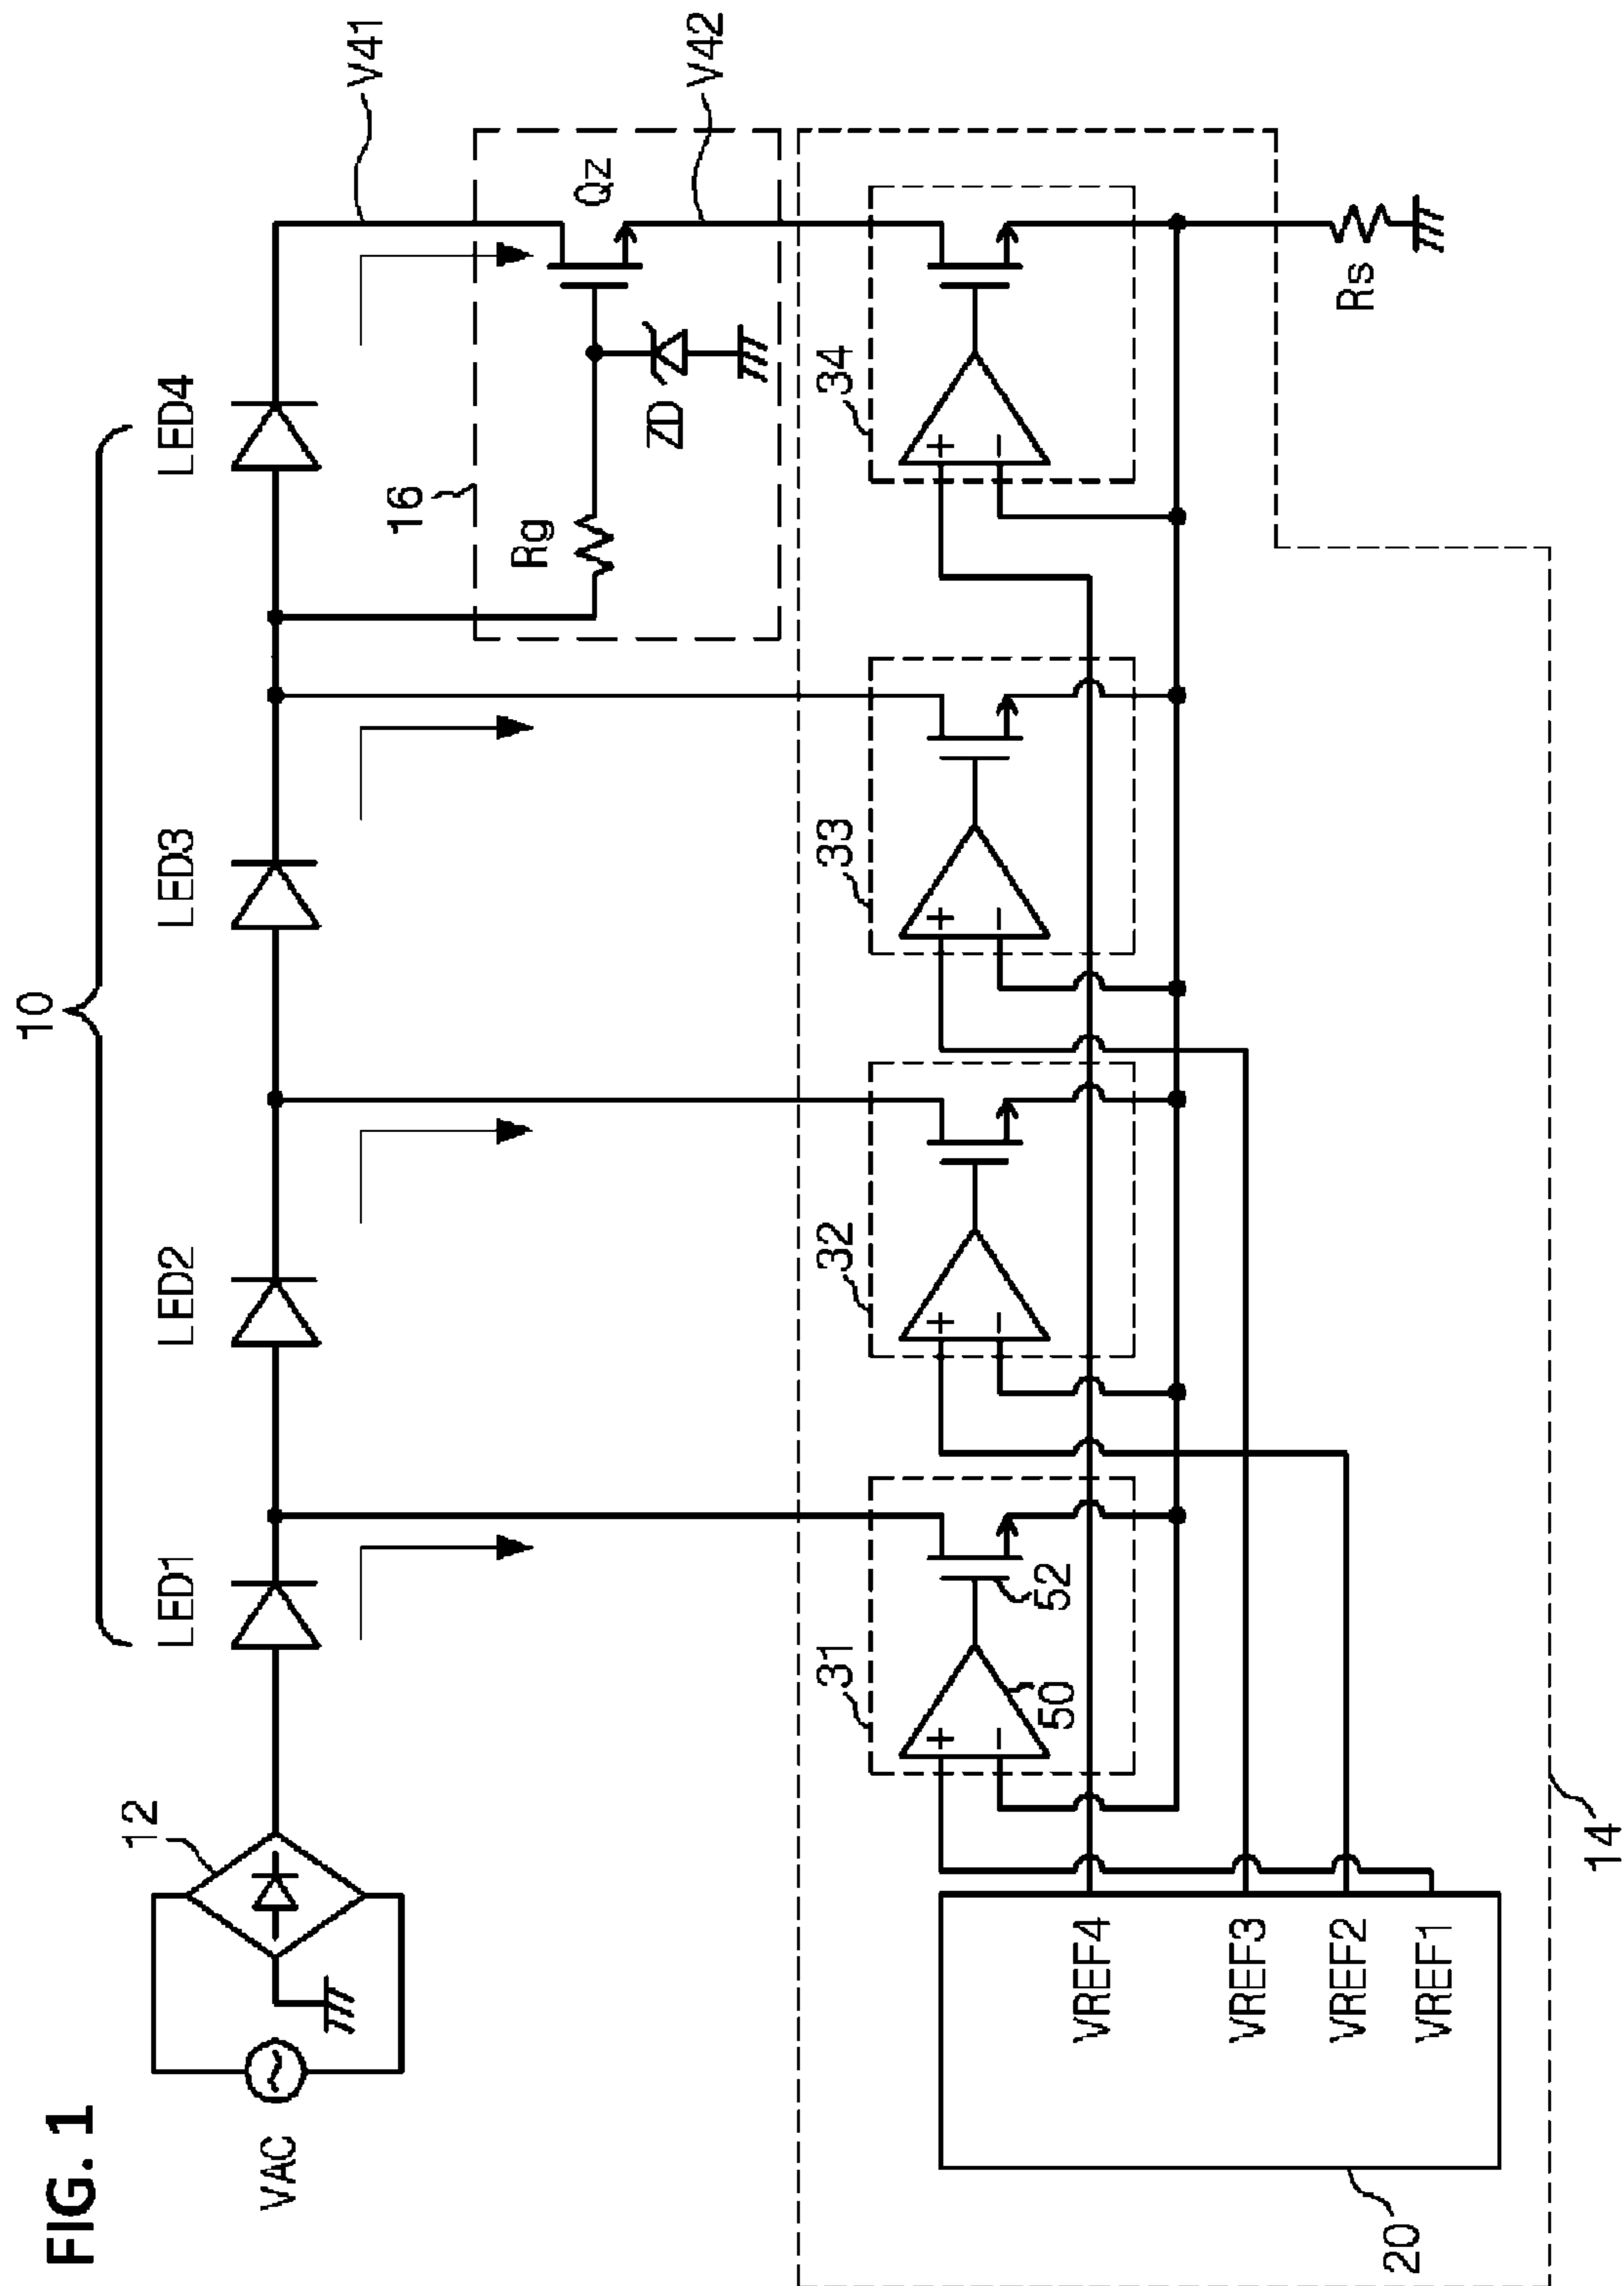 FIG. 1
10
LED1
LED2
LED3
LED4
12
VAC
V41
16
Rg
Qz
ZD
V42
31
32
33
34
+
−
50
52
+
−
+
−
+
−
Rs
VREF4
VREF3
VREF2
VREF1
20
14